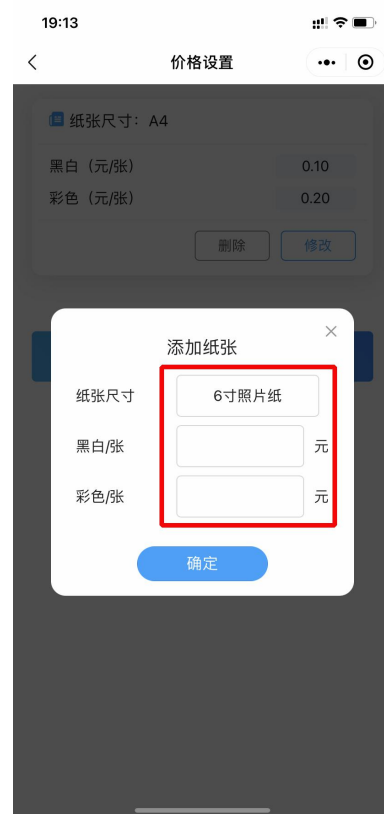 19:13
价格设置
纸张尺寸：A4
黑白（元/张） 0.10
彩色（元/张） 0.20
删除 修改
添加纸张
纸张尺寸 6寸照片纸
黑白/张 元
彩色/张 元
确定